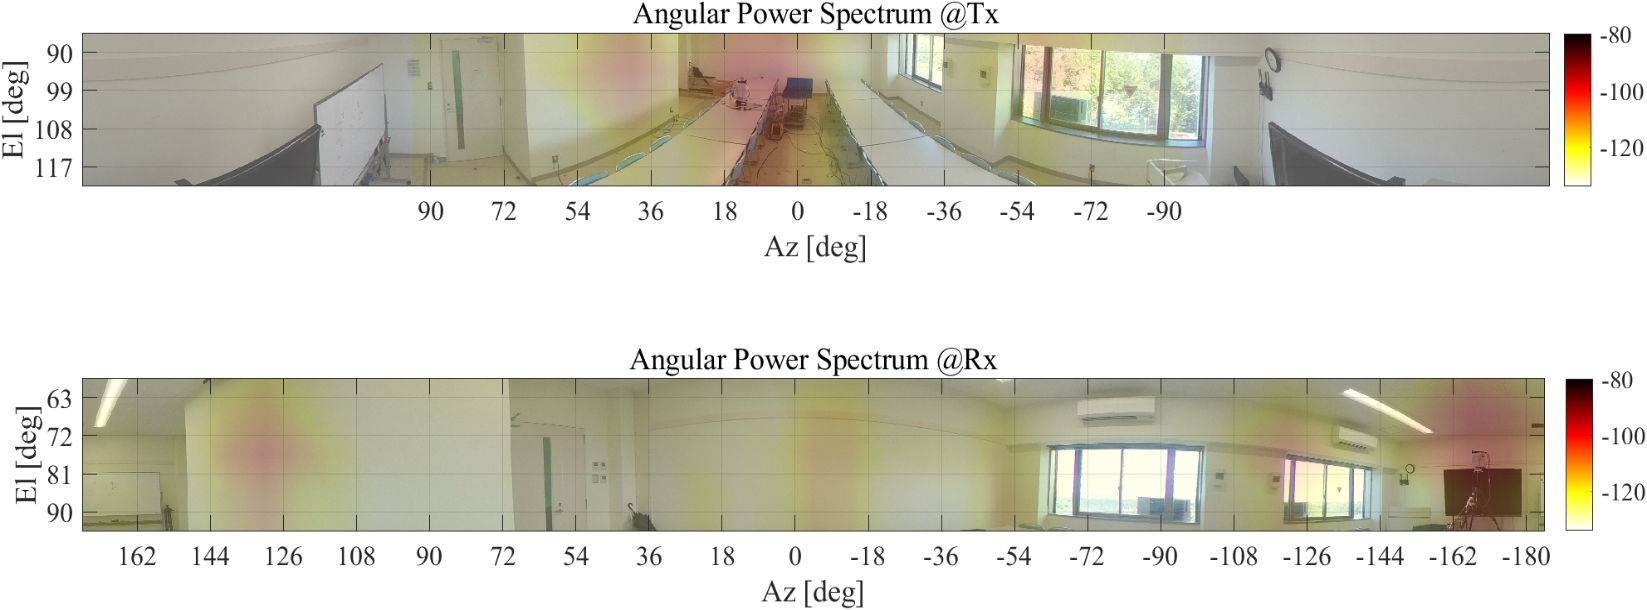 Angular Power Spectrum @Tx
El [deg]
90
99
108
117
90 72 54 36 18 0 -18 -36 -54 -72 -90
Az [deg]
-80
-100
-120
Angular Power Spectrum @Rx
El [deg]
63
72
81
90
162 144 126 108 90 72 54 36 18 0 -18 -36 -54 -72 -90 -108 -126 -144 -162 -180
Az [deg]
-80
-100
-120